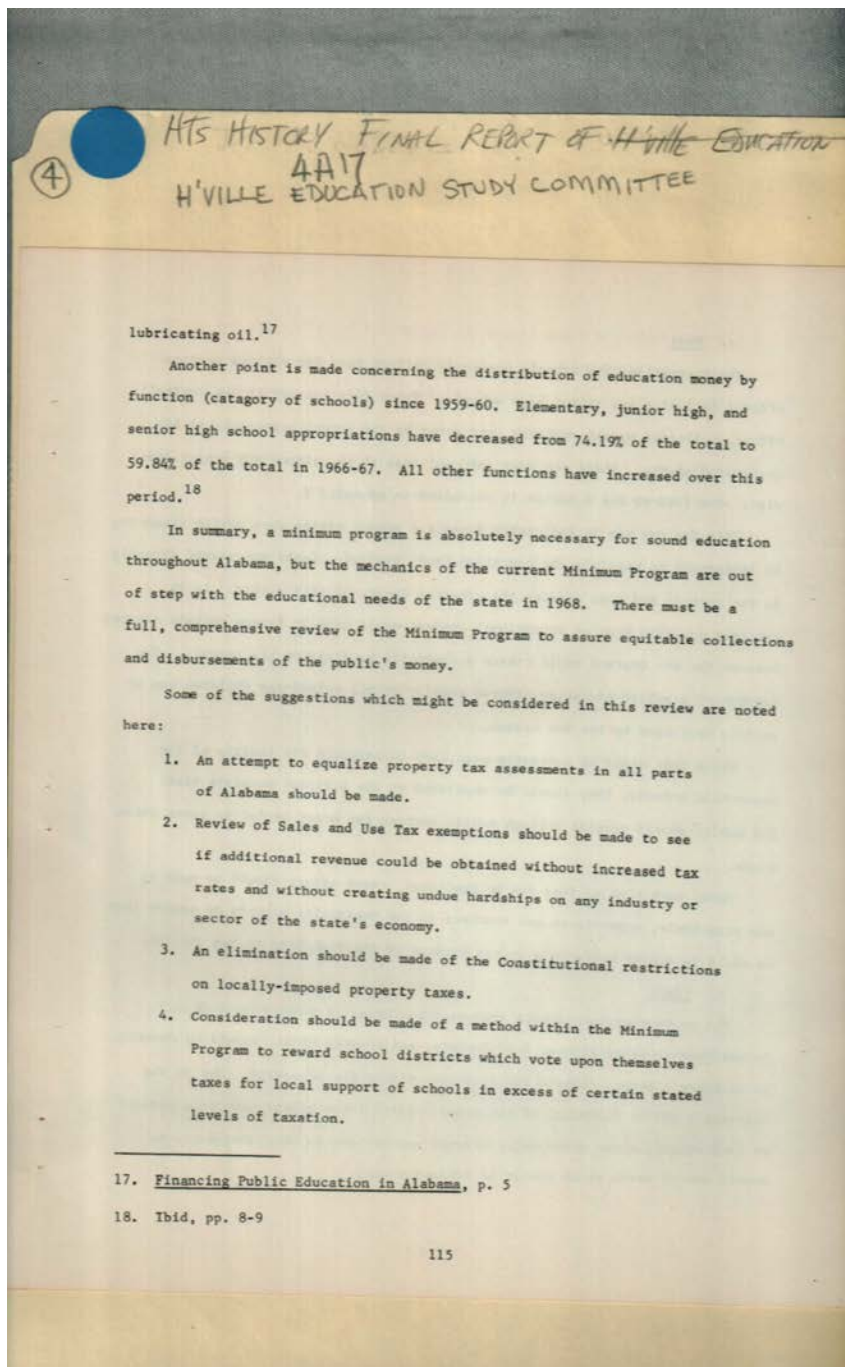 HTS HISTORY FINAL REPORT OF H'VILLE EDUCATION
4
4A17
H'VILLE EDUCATION STUDY COMMITTEE
lubricating oil.17
Another point is made concerning the distribution of education money by
function (catagory of schools) since 1959-60. Elementary, junior high, and
senior high school appropriations have decreased from 74.19% of the total to
59.84% of the total in 1966-67. All other functions have increased over this
period.18
In summary, a minimum program is absolutely necessary for sound education
throughout Alabama, but the mechanics of the current Minimum Program are out
of step with the educational needs of the state in 1968. There must be a
full, comprehensive review of the Minimum Program to assure equitable collections
and disbursements of the public's money.
Some of the suggestions which might be considered in this review are noted
here:
1. An attempt to equalize property tax assessments in all parts
of Alabama should be made.
2. Review of Sales and Use Tax exemptions should be made to see
if additional revenue could be obtained without increased tax
rates and without creating undue hardships on any industry or
sector of the state's economy.
3. An elimination should be made of the Constitutional restrictions
on locally-imposed property taxes.
4. Consideration should be made of a method within the Minimum
Program to reward school districts which vote upon themselves
taxes for local support of schools in excess of certain stated
levels of taxation.
17. Financing Public Education in Alabama, p. 5
18. Ibid, pp. 8-9
115